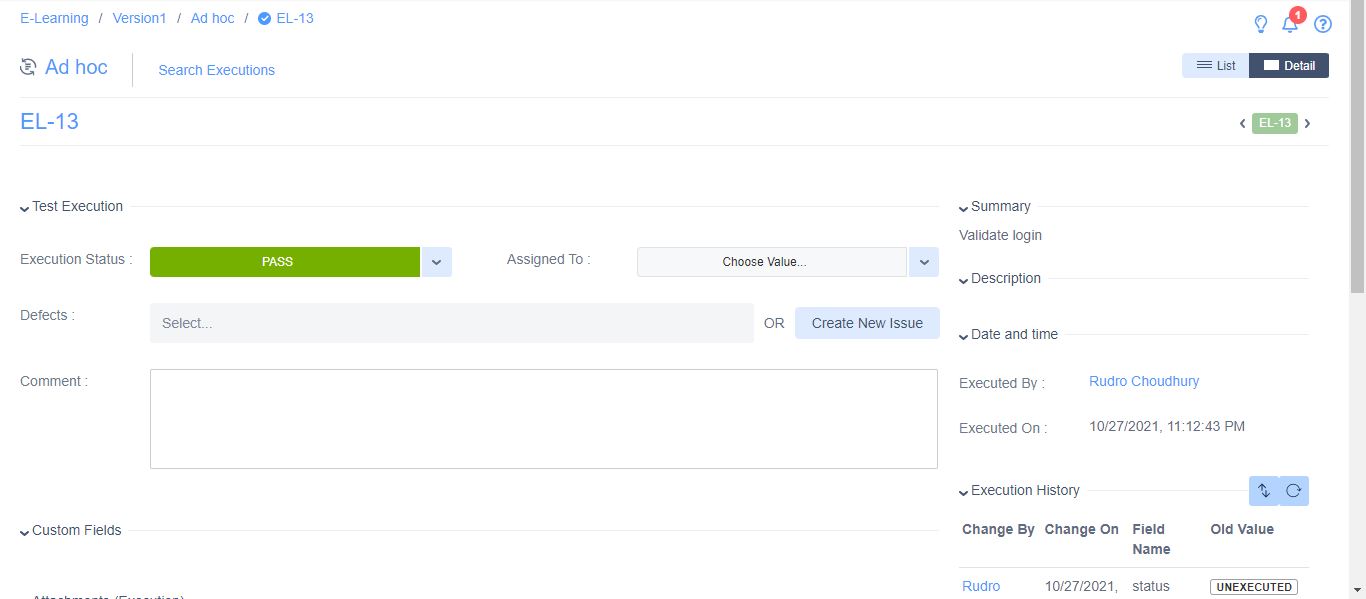 E-Learning / Version1 / Ad hoc / EL-13
1
Ad hoc
Search Executions
List
Detail
EL-13
EL-13
Test Execution
Execution Status :
PASS
Assigned To :
Choose Value...
Defects :
Select...
OR
Create New Issue
Comment :
Custom Fields
Attachments (Execution)
Summary
Validate login
Description
Date and time
Executed By :
Rudro Choudhury
Executed On :
10/27/2021, 11:12:43 PM
Execution History
Change By Change On Field Name Old Value
Rudro 10/27/2021, status UNEXECUTED